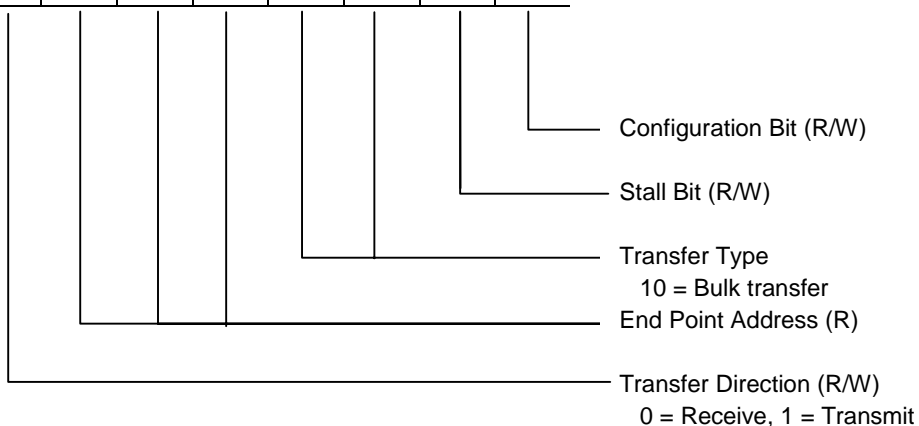 Configuration Bit (R/W)
Stall Bit (R/W)
Transfer Type
10 = Bulk transfer
End Point Address (R)
Transfer Direction (R/W)
0 = Receive, 1 = Transmit